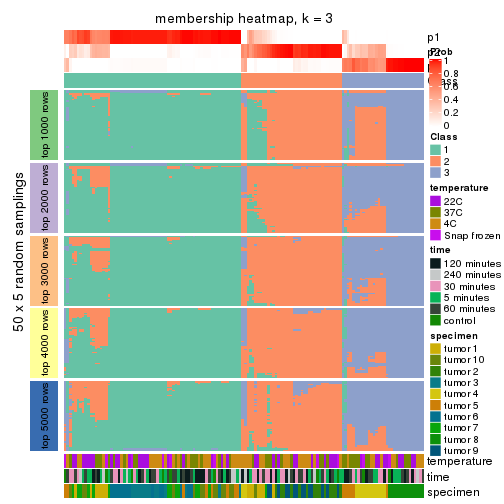 membership heatmap, k = 3
p1
p2
Prob
1
0.8
0.6
0.4
0.2
0
Class
Class
1
2
3
temperature
22C
37C
4C
Snap frozen
time
120 minutes
240 minutes
30 minutes
5 minutes
60 minutes
control
specimen
tumor 1
tumor 10
tumor 2
tumor 3
tumor 4
tumor 5
tumor 6
tumor 7
tumor 8
tumor 9
50 x 5 random samplings
top 1000 rows
top 2000 rows
top 3000 rows
top 4000 rows
top 5000 rows
temperature
time
specimen